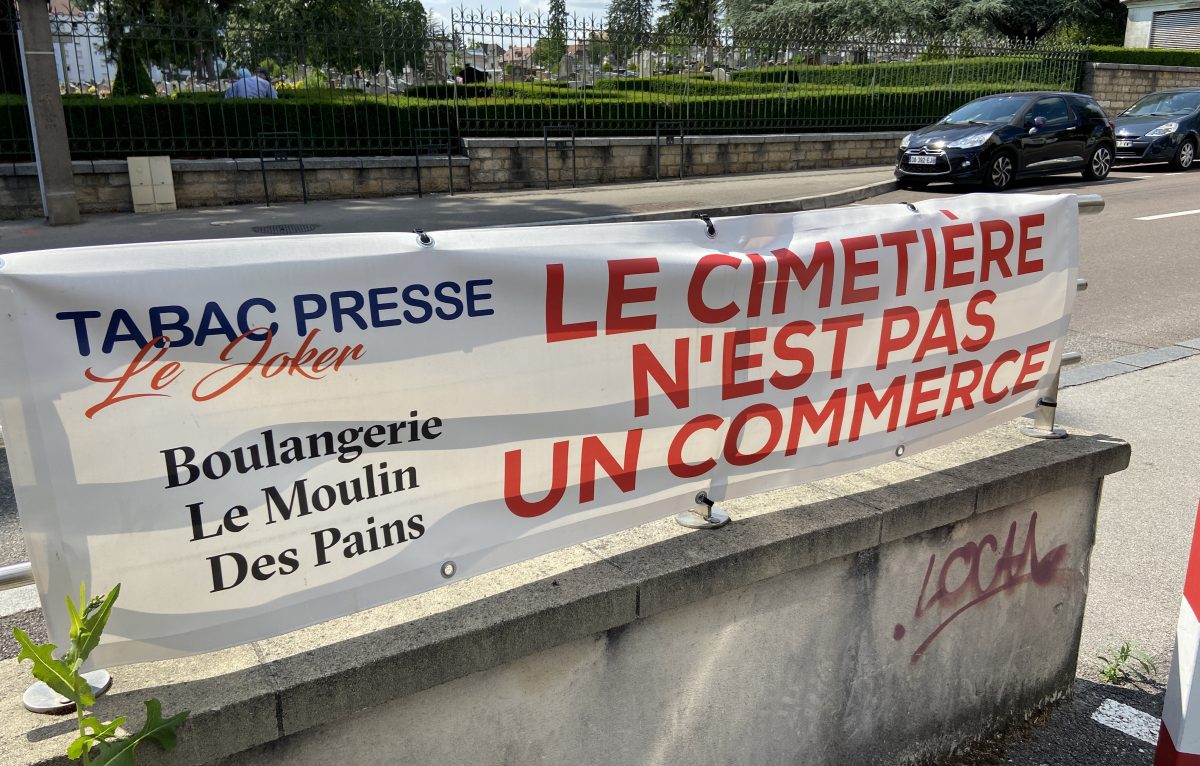 TABAC PRESSE
Le Joker
Boulangerie
Le Moulin
Des Pains
LE CIMETIÈRE
N'EST PAS
UN COMMERCE